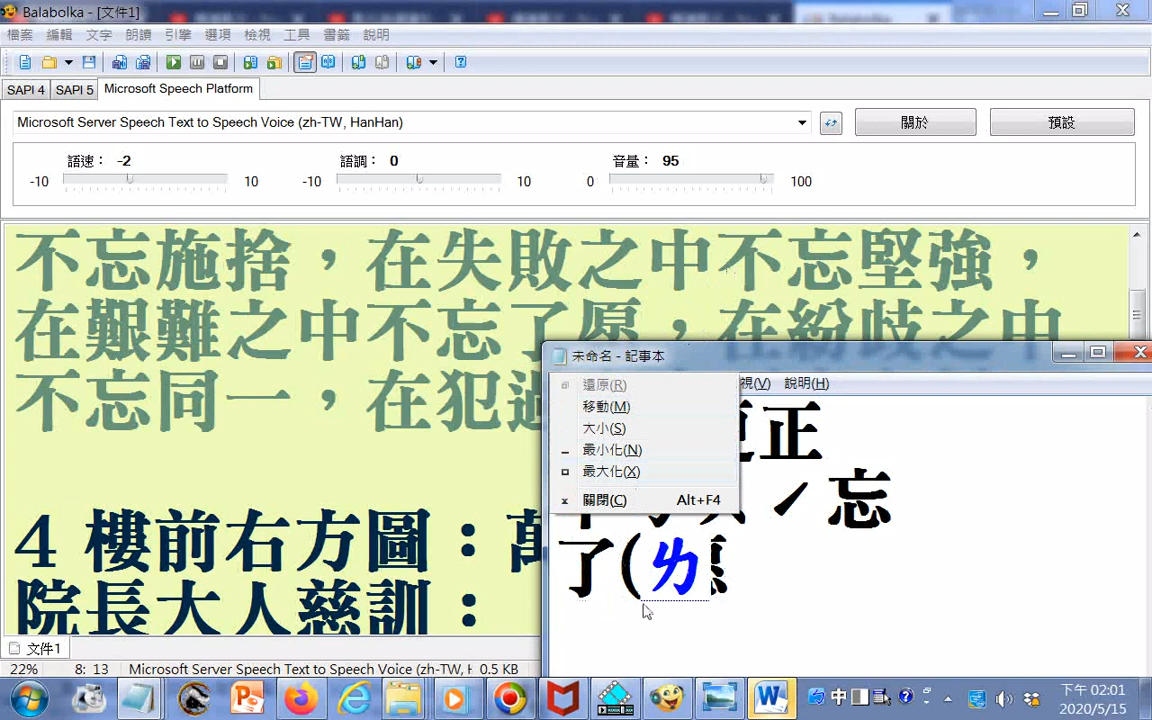 Balabolka - [文件1]
檔案 編輯 文字 朗讀 引擎 選項 檢視 工具 書籤 說明
SAPI 4 SAPI 5 Microsoft Speech Platform
Microsoft Server Speech Text to Speech Voice (zh-TW, HanHan) 關於 預設
語速： -2 語調： 0 音量： 95
-10 10 -10 10 0 100
不忘施捨，在失敗之中不忘堅強，
在艱難之中不忘了愿，在紛歧之中
不忘同一，在犯過
4 樓前右方圖：萬
院長大人慈訓：
未命名 - 記事本
視(V) 說明(H)
還原(R)
移動(M)
大小(S)
最小化(N)
最大化(X)
關閉(C) Alt+F4
正
ˊ忘
了(ㄌ
文件1
22% 8: 13 Microsoft Server Speech Text to Speech Voice (zh-TW, H 0.5 KB
中
下午 02:01
2020/5/15